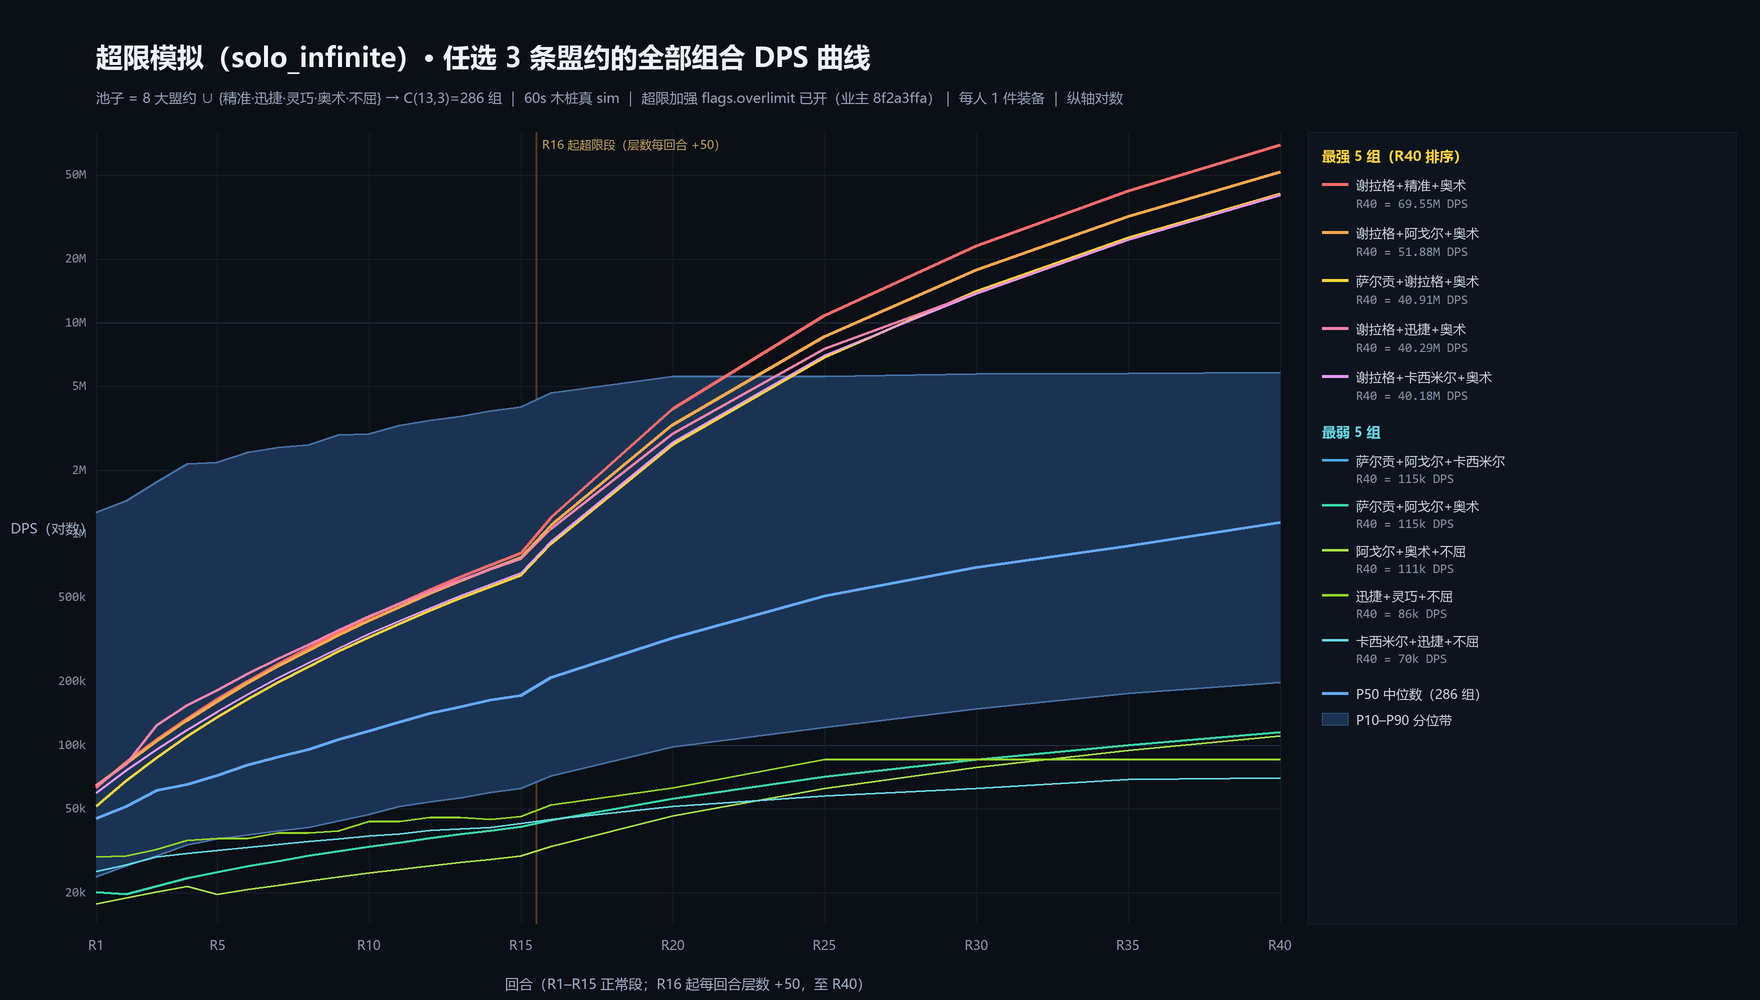 超限模拟（solo_infinite）• 任选 3 条盟约的全部组合 DPS 曲线
池子 = 8 大盟约 ∪ {精准·迅捷·灵巧·奥术·不屈} → C(13,3)=286 组 | 60s 木桩真 sim | 超限加强 flags.overlimit 已开（业主 8f2a3ffa） | 每人 1 件装备 | 纵轴对数
R16 起超限段（层数每回合 +50）
50M
20M
10M
5M
2M
DPS（对数）
1M
500k
200k
100k
50k
20k
R1
R5
R10
R15
R20
R25
R30
R35
R40
回合（R1–R15 正常段；R16 起每回合层数 +50，至 R40）
最强 5 组（R40 排序）
谢拉格+精准+奥术
R40 = 69.55M DPS
谢拉格+阿戈尔+奥术
R40 = 51.88M DPS
萨尔贡+谢拉格+奥术
R40 = 40.91M DPS
谢拉格+迅捷+奥术
R40 = 40.29M DPS
谢拉格+卡西米尔+奥术
R40 = 40.18M DPS
最弱 5 组
萨尔贡+阿戈尔+卡西米尔
R40 = 115k DPS
萨尔贡+阿戈尔+奥术
R40 = 115k DPS
阿戈尔+奥术+不屈
R40 = 111k DPS
迅捷+灵巧+不屈
R40 = 86k DPS
卡西米尔+迅捷+不屈
R40 = 70k DPS
P50 中位数（286 组）
P10–P90 分位带